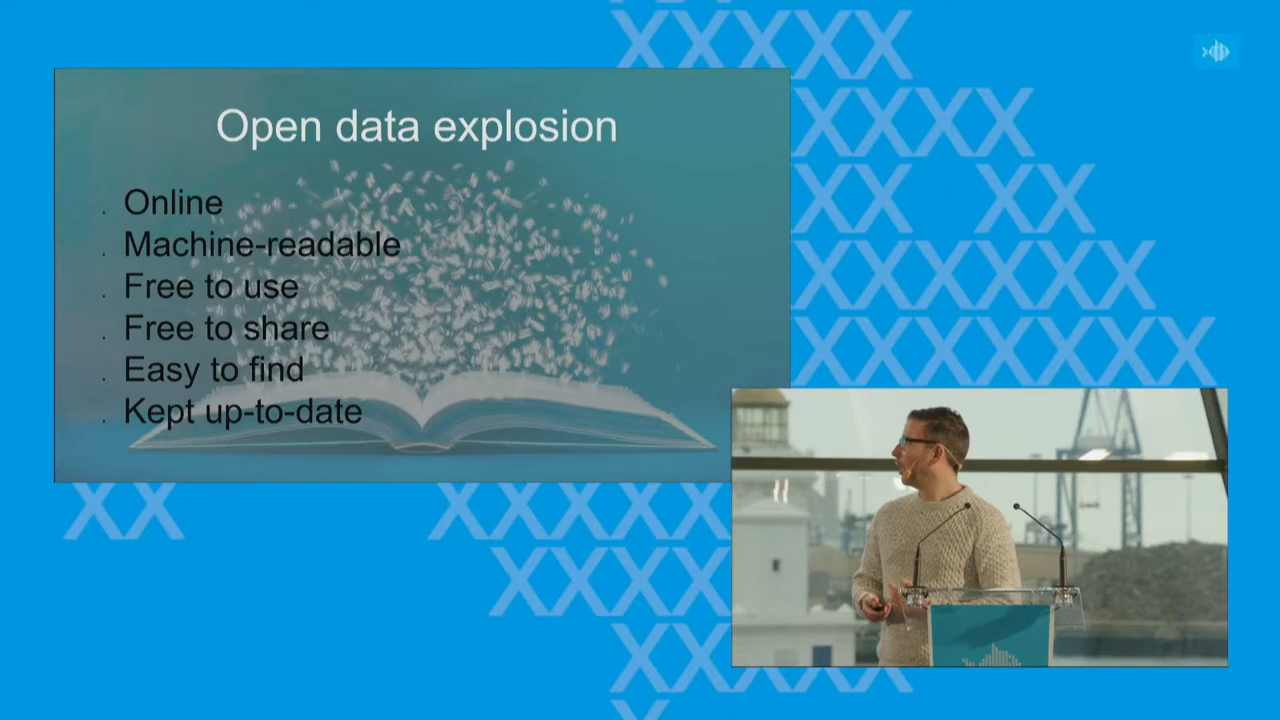 Open data explosion
. Online
. Machine-readable
. Free to use
. Free to share
. Easy to find
. Kept up-to-date